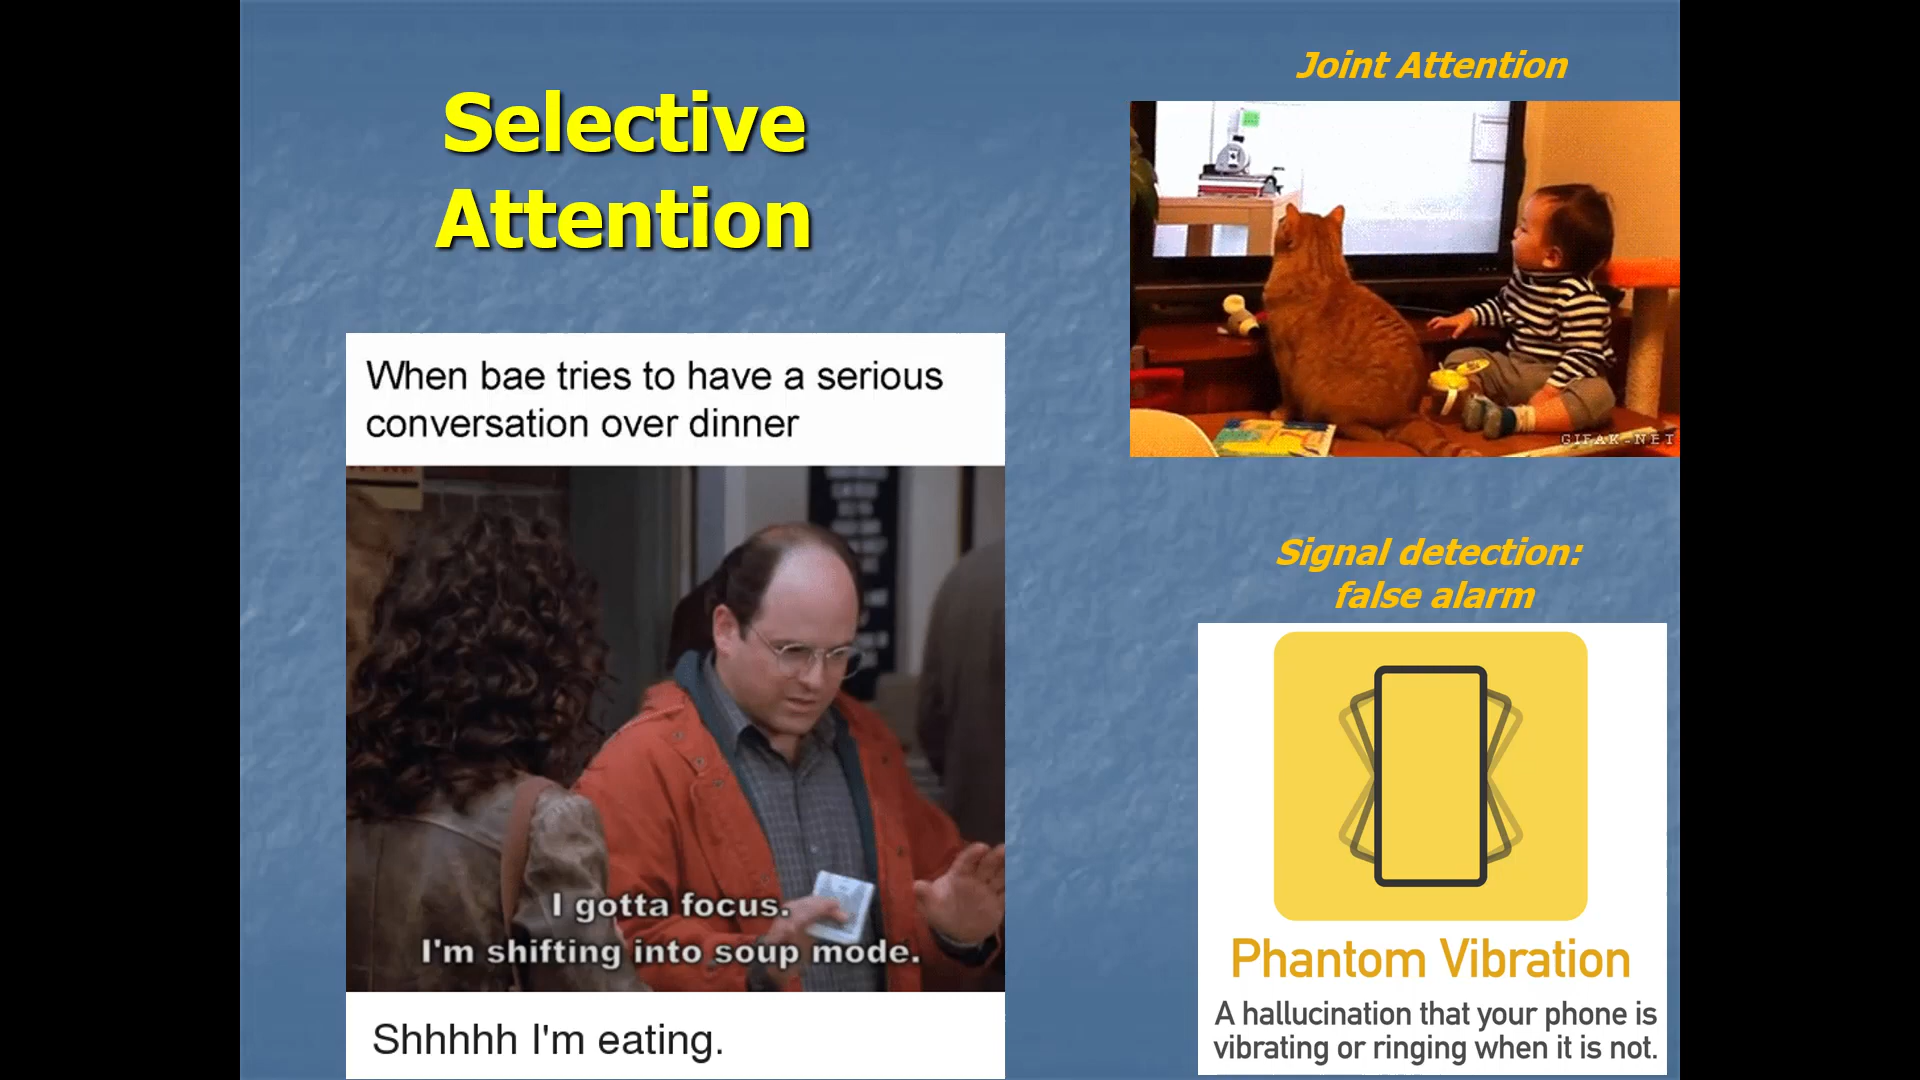 Selective
Attention
When bae tries to have a serious
conversation over dinner
I gotta focus.
I'm shifting into soup mode.
Shhhhh I'm eating.
Joint Attention
GIFAK-NET
Signal detection:
false alarm
Phantom Vibration
A hallucination that your phone is
vibrating or ringing when it is not.